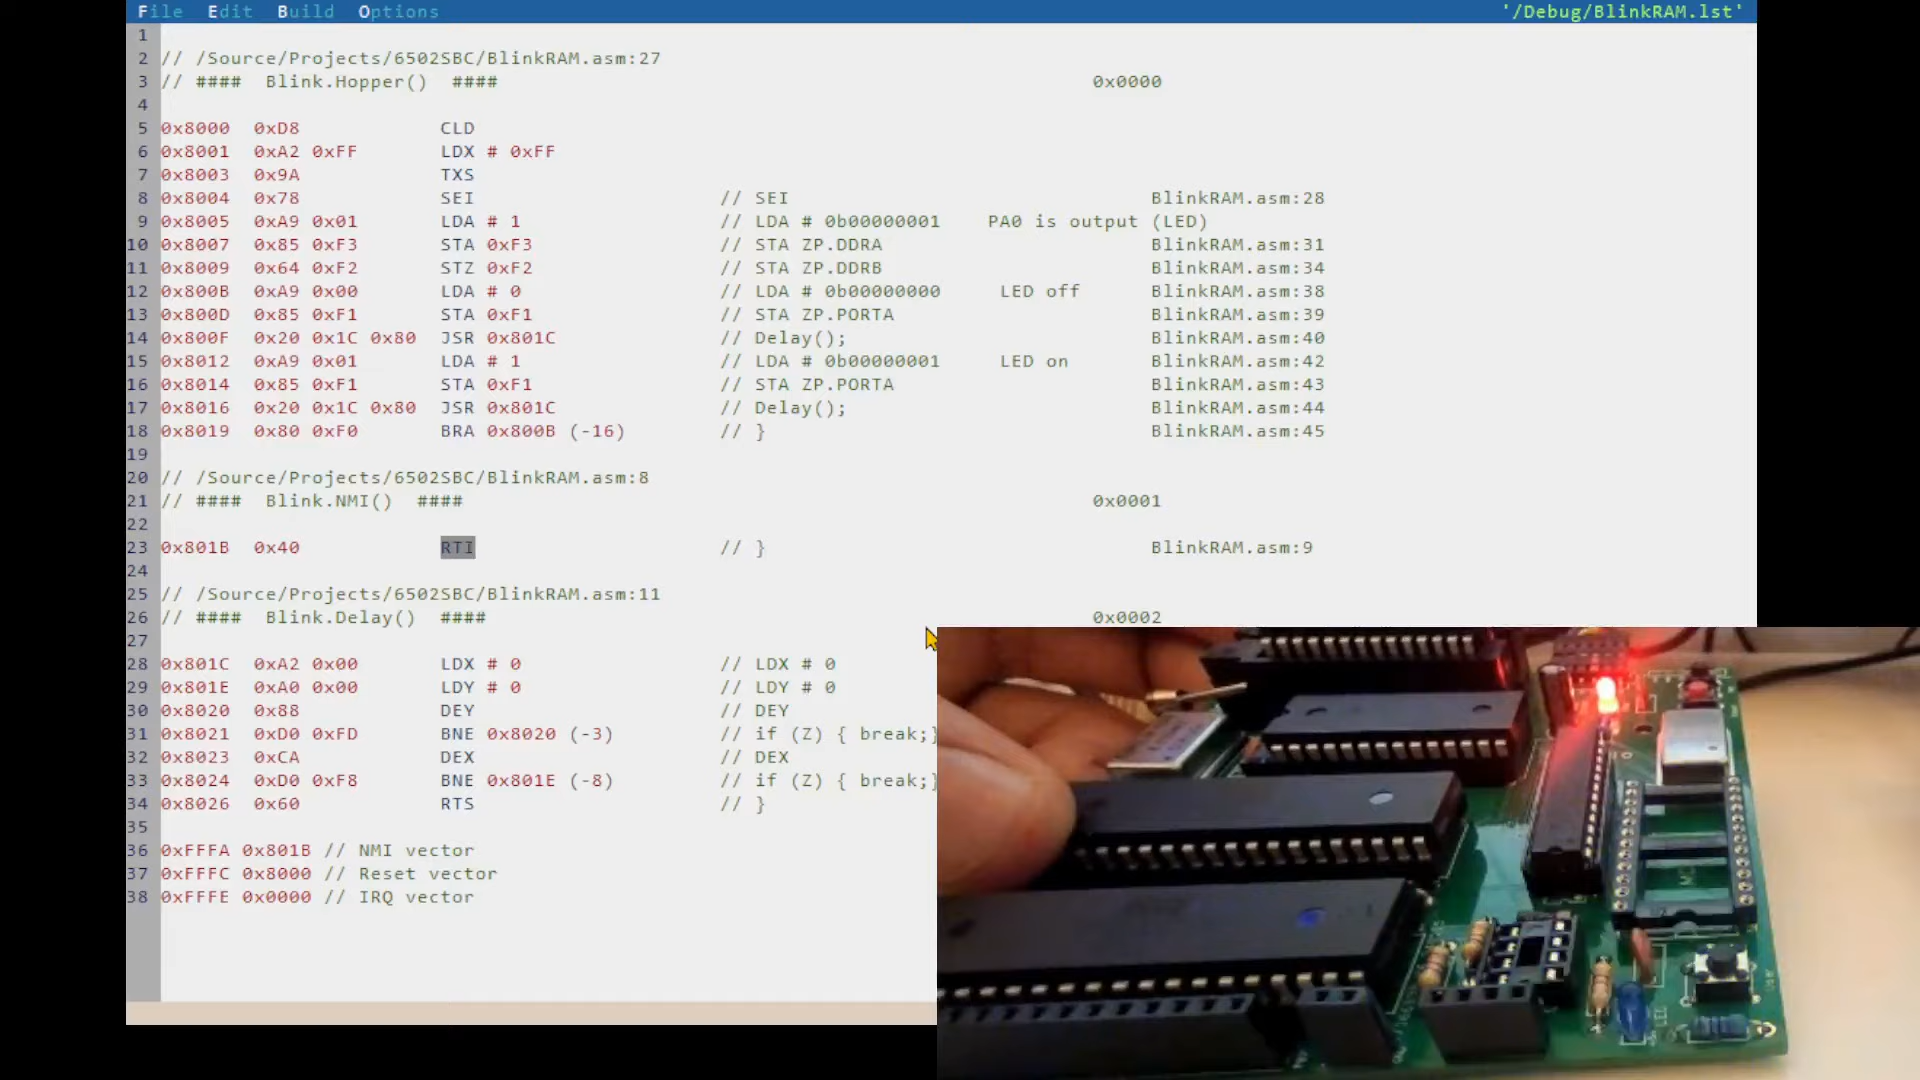 File Edit Build Options '/Debug/BlinkRAM.lst'
1
2 // /Source/Projects/6502SBC/BlinkRAM.asm:27
3 // #### Blink.Hopper() #### 0x0000
4
5 0x8000 0xD8 CLD
6 0x8001 0xA2 0xFF LDX # 0xFF
7 0x8003 0x9A TXS
8 0x8004 0x78 SEI // SEI BlinkRAM.asm:28
9 0x8005 0xA9 0x01 LDA # 1 // LDA # 0b00000001 PA0 is output (LED)
10 0x8007 0x85 0xF3 STA 0xF3 // STA ZP.DDRA BlinkRAM.asm:31
11 0x8009 0x64 0xF2 STZ 0xF2 // STA ZP.DDRB BlinkRAM.asm:34
12 0x800B 0xA9 0x00 LDA # 0 // LDA # 0b00000000 LED off BlinkRAM.asm:38
13 0x800D 0x85 0xF1 STA 0xF1 // STA ZP.PORTA BlinkRAM.asm:39
14 0x800F 0x20 0x1C 0x80 JSR 0x801C // Delay(); BlinkRAM.asm:40
15 0x8012 0xA9 0x01 LDA # 1 // LDA # 0b00000001 LED on BlinkRAM.asm:42
16 0x8014 0x85 0xF1 STA 0xF1 // STA ZP.PORTA BlinkRAM.asm:43
17 0x8016 0x20 0x1C 0x80 JSR 0x801C // Delay(); BlinkRAM.asm:44
18 0x8019 0x80 0xF0 BRA 0x800B (-16) // } BlinkRAM.asm:45
19
20 // /Source/Projects/6502SBC/BlinkRAM.asm:8
21 // #### Blink.NMI() #### 0x0001
22
23 0x801B 0x40 RTI // } BlinkRAM.asm:9
24
25 // /Source/Projects/6502SBC/BlinkRAM.asm:11
26 // #### Blink.Delay() #### 0x0002
27
28 0x801C 0xA2 0x00 LDX # 0 // LDX # 0
29 0x801E 0xA0 0x00 LDY # 0 // LDY # 0
30 0x8020 0x88 DEY // DEY
31 0x8021 0xD0 0xFD BNE 0x8020 (-3) // if (Z) { break;}
32 0x8023 0xCA DEX // DEX
33 0x8024 0xD0 0xF8 BNE 0x801E (-8) // if (Z) { break;}
34 0x8026 0x60 RTS // }
35
36 0xFFFA 0x801B // NMI vector
37 0xFFFC 0x8000 // Reset vector
38 0xFFFE 0x0000 // IRQ vector